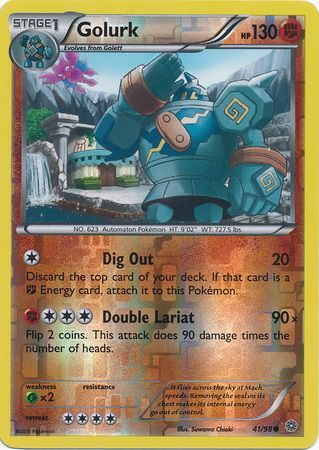 STAGE1 Golurk HP 130
Evolves from Golett
NO. 623 Automaton Pokémon HT: 9'02" WT: 727.5 lbs.
Dig Out 20
Discard the top card of your deck. If that card is
a Energy card, attach it to this Pokémon.
Double Lariat 90×
Flip 2 coins. This attack does 90 damage times the
number of heads.
weakness resistance
×2
retreat
It flies across the sky at Mach
speeds. Removing the seal on its
chest makes its internal energy
go out of control.
©2015 Pokémon Illus. Suwama Chiaki 41/98